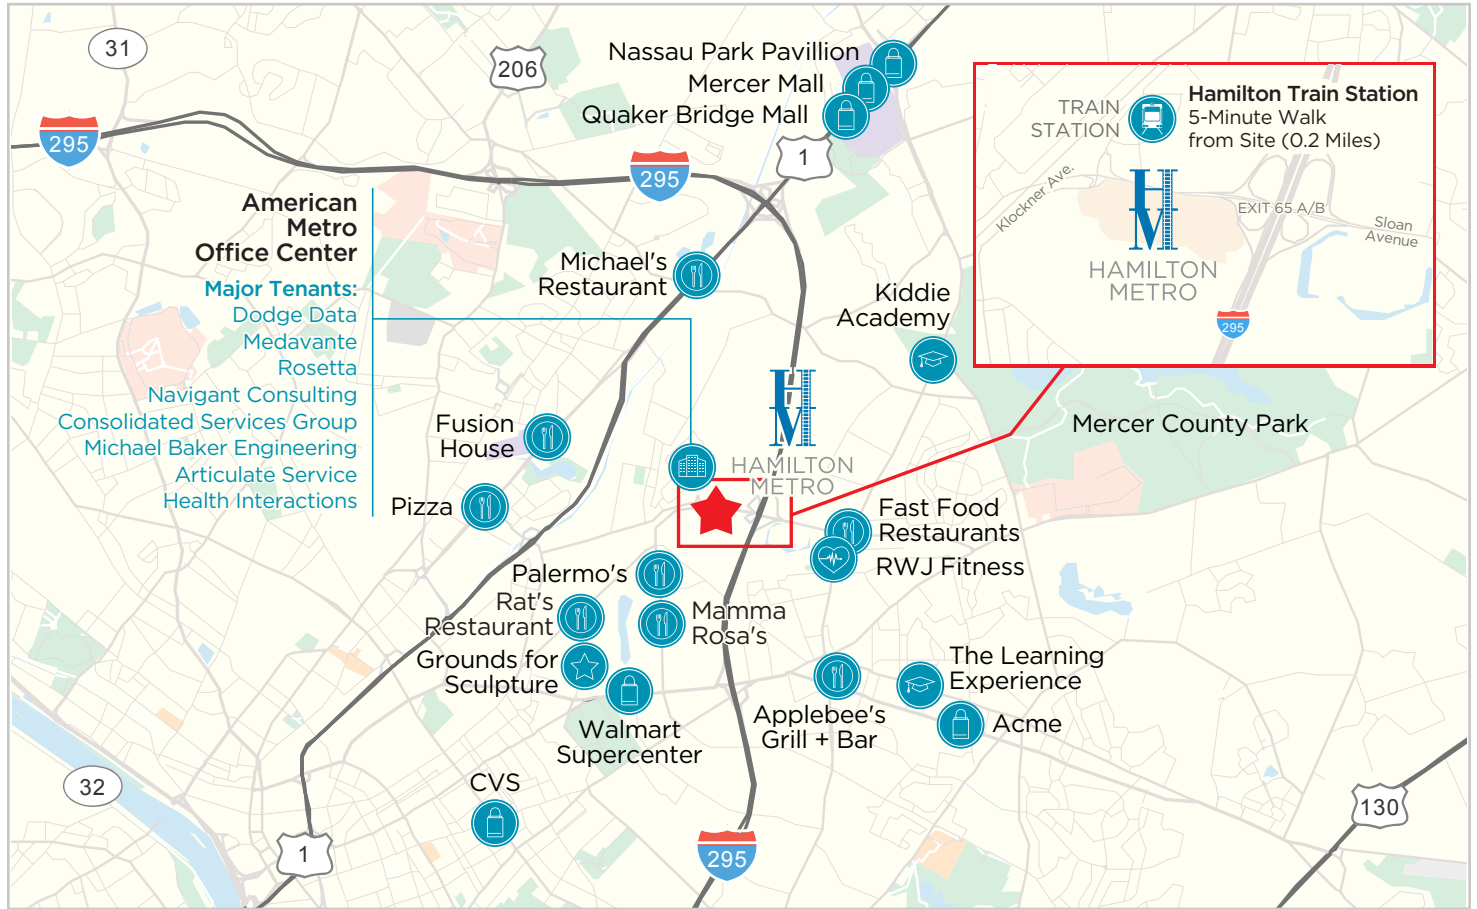 31
206
295
295
1
Nassau Park Pavillion
Mercer Mall
Quaker Bridge Mall
TRAIN
STATION
Hamilton Train Station
5-Minute Walk
from Site (0.2 Miles)
Klockner Ave.
EXIT 65 A/B
Sloan
Avenue
HM
HAMILTON
METRO
295
American
Metro
Office Center
Major Tenants:
Dodge Data
Medavante
Rosetta
Navigant Consulting
Consolidated Services Group
Michael Baker Engineering
Articulate Service
Health Interactions
Michael's
Restaurant
Kiddie
Academy
Mercer County Park
Fusion
House
Pizza
HM
HAMILTON
METRO
Fast Food
Restaurants
RWJ Fitness
Palermo's
Rat's
Restaurant
Mamma
Rosa's
Grounds for
Sculpture
Walmart
Supercenter
Applebee's
Grill + Bar
The Learning
Experience
Acme
CVS
32
1
295
130